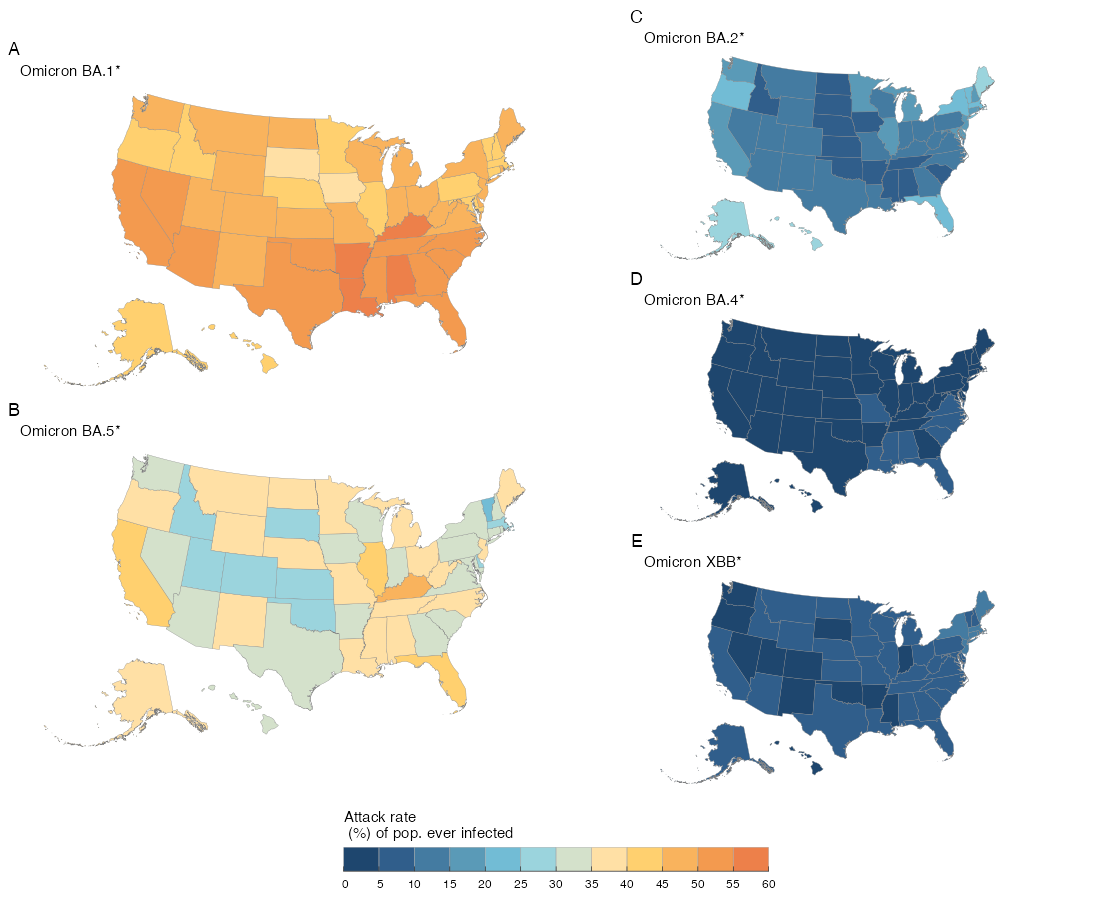 A
Omicron BA.1*
B
Omicron BA.5*
C
Omicron BA.2*
D
Omicron BA.4*
E
Omicron XBB*
Attack rate
(%) of pop. ever infected
0 5 10 15 20 25 30 35 40 45 50 55 60